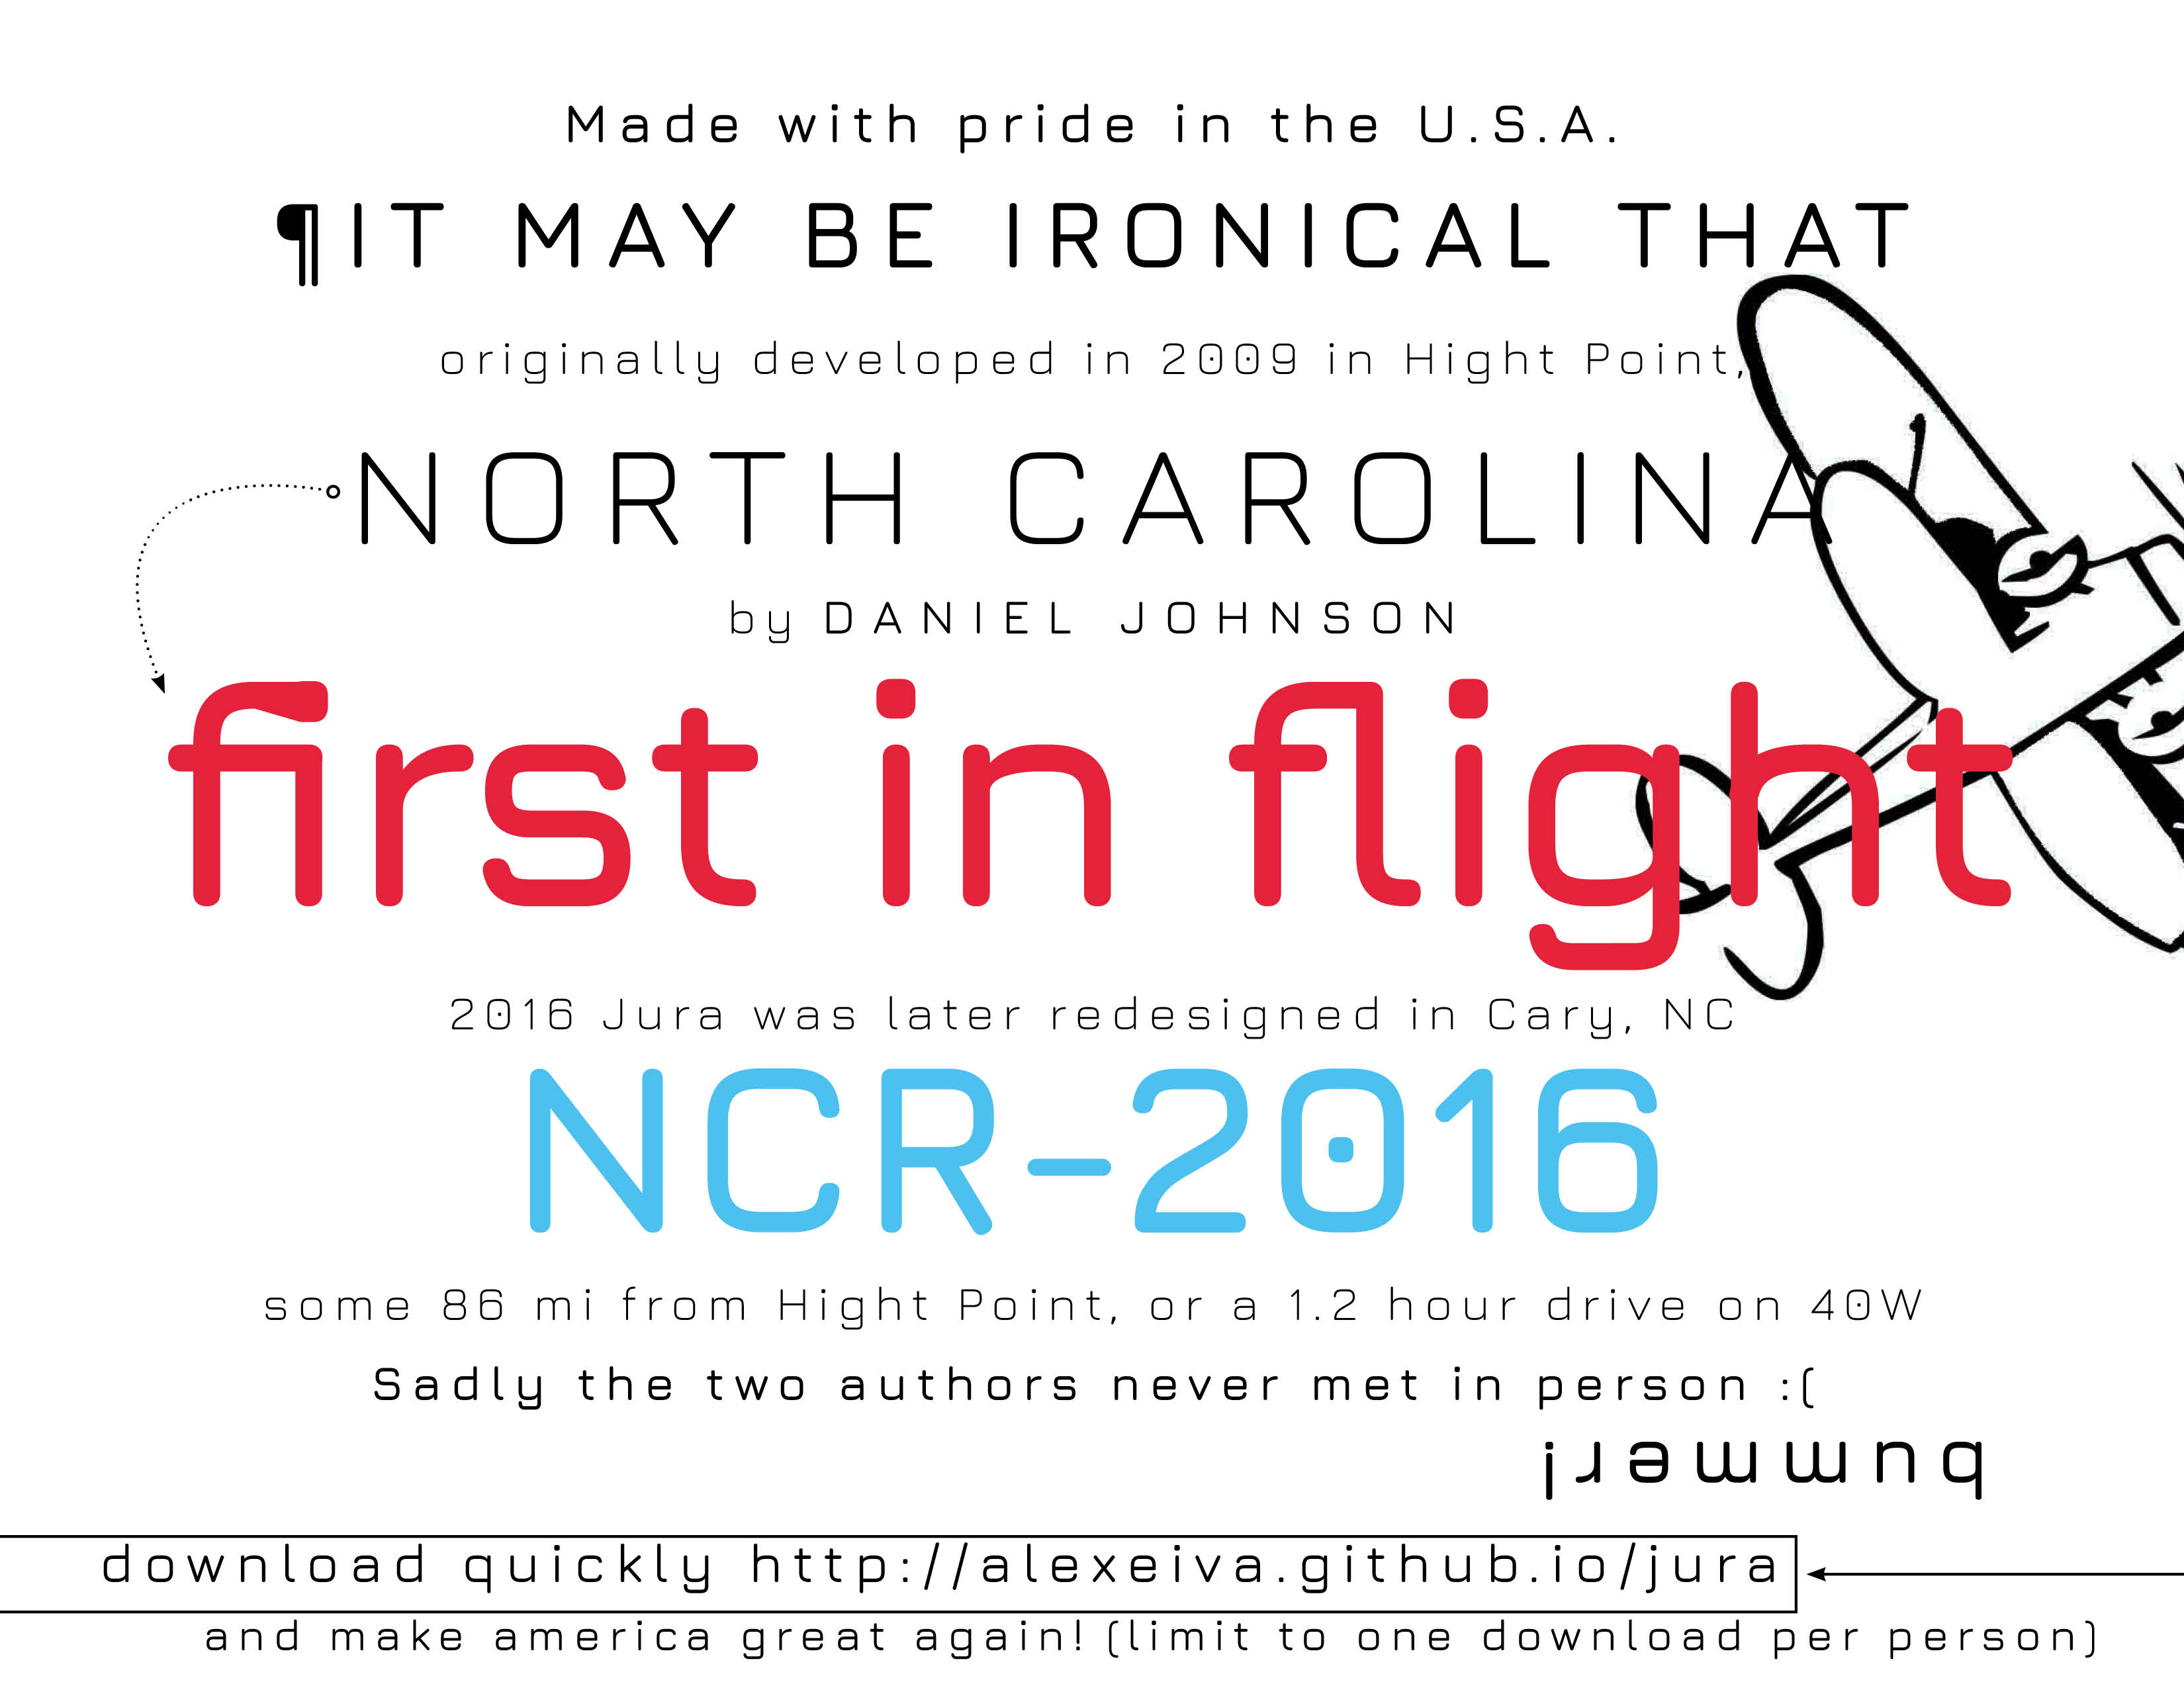 Made with pride in the U.S.A.
¶IT MAY BE IRONICAL THAT
originally developed in 2009 in Hight Point,
NORTH CAROLINA
by DANIEL JOHNSON
first in flight
2016 Jura was later redesigned in Cary, NC
NCR-2016
some 86 mi from Hight Point, or a 1.2 hour drive on 40W
Sadly the two authors never met in person :(
bummer!
download quickly http://alexeiva.github.io/jura
and make america great again! (limit to one download per person)